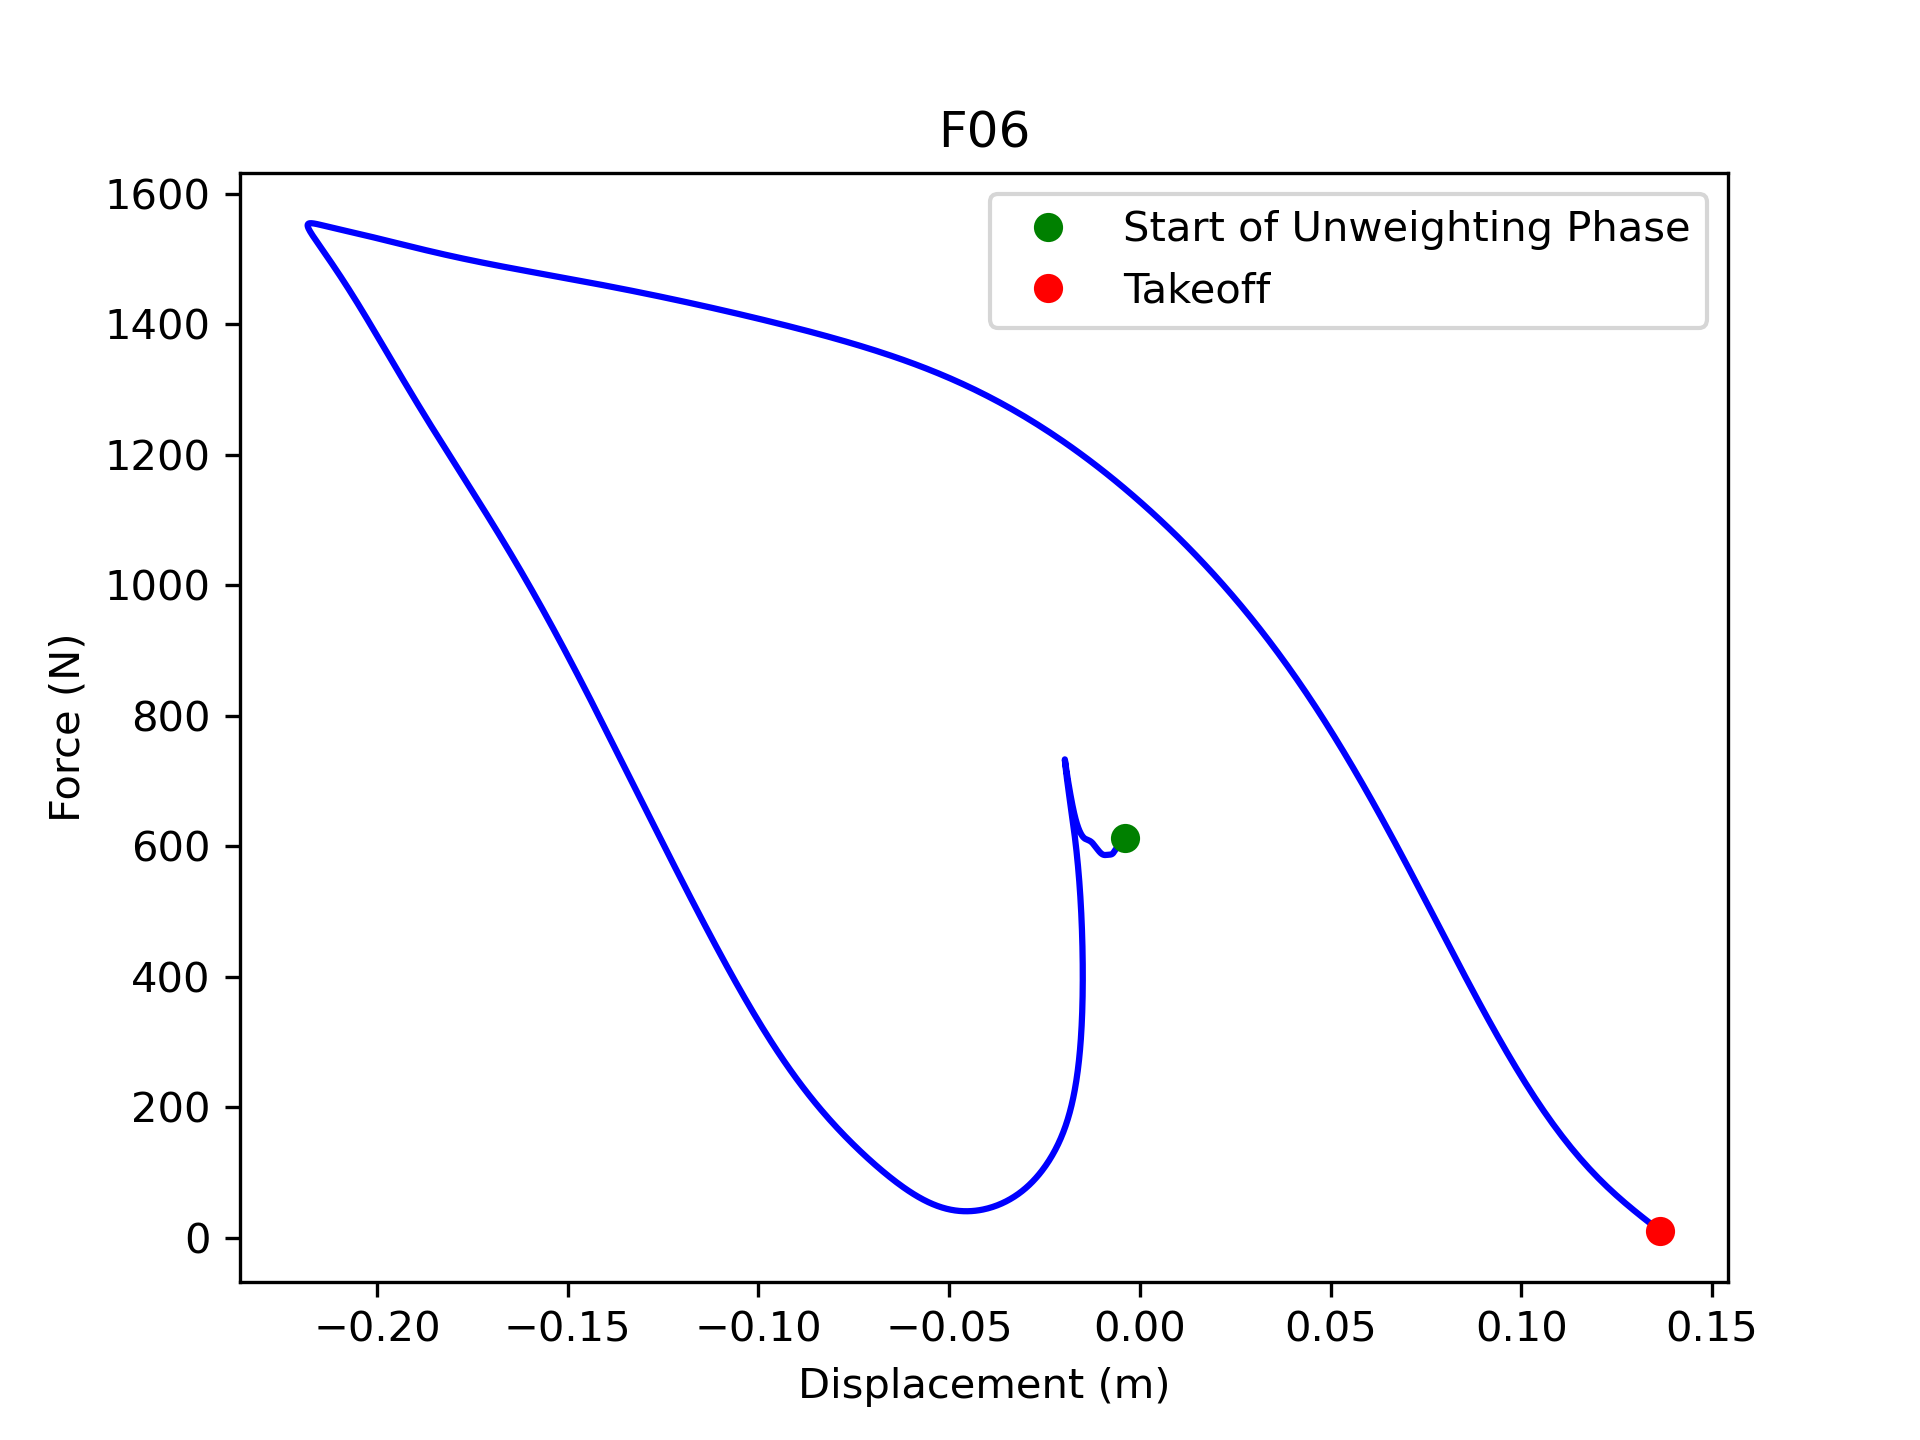 F06
1600
1400
1200
1000
800
600
400
200
0
Force (N)
Start of Unweighting Phase
Takeoff
−0.20 −0.15 −0.10 −0.05 0.00 0.05 0.10 0.15
Displacement (m)